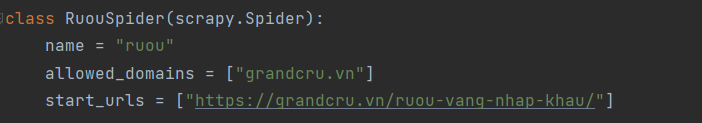 class RuouSpider(scrapy.Spider):
    name = "ruou"
    allowed_domains = ["grandcru.vn"]
    start_urls = ["https://grandcru.vn/ruou-vang-nhap-khau/"]